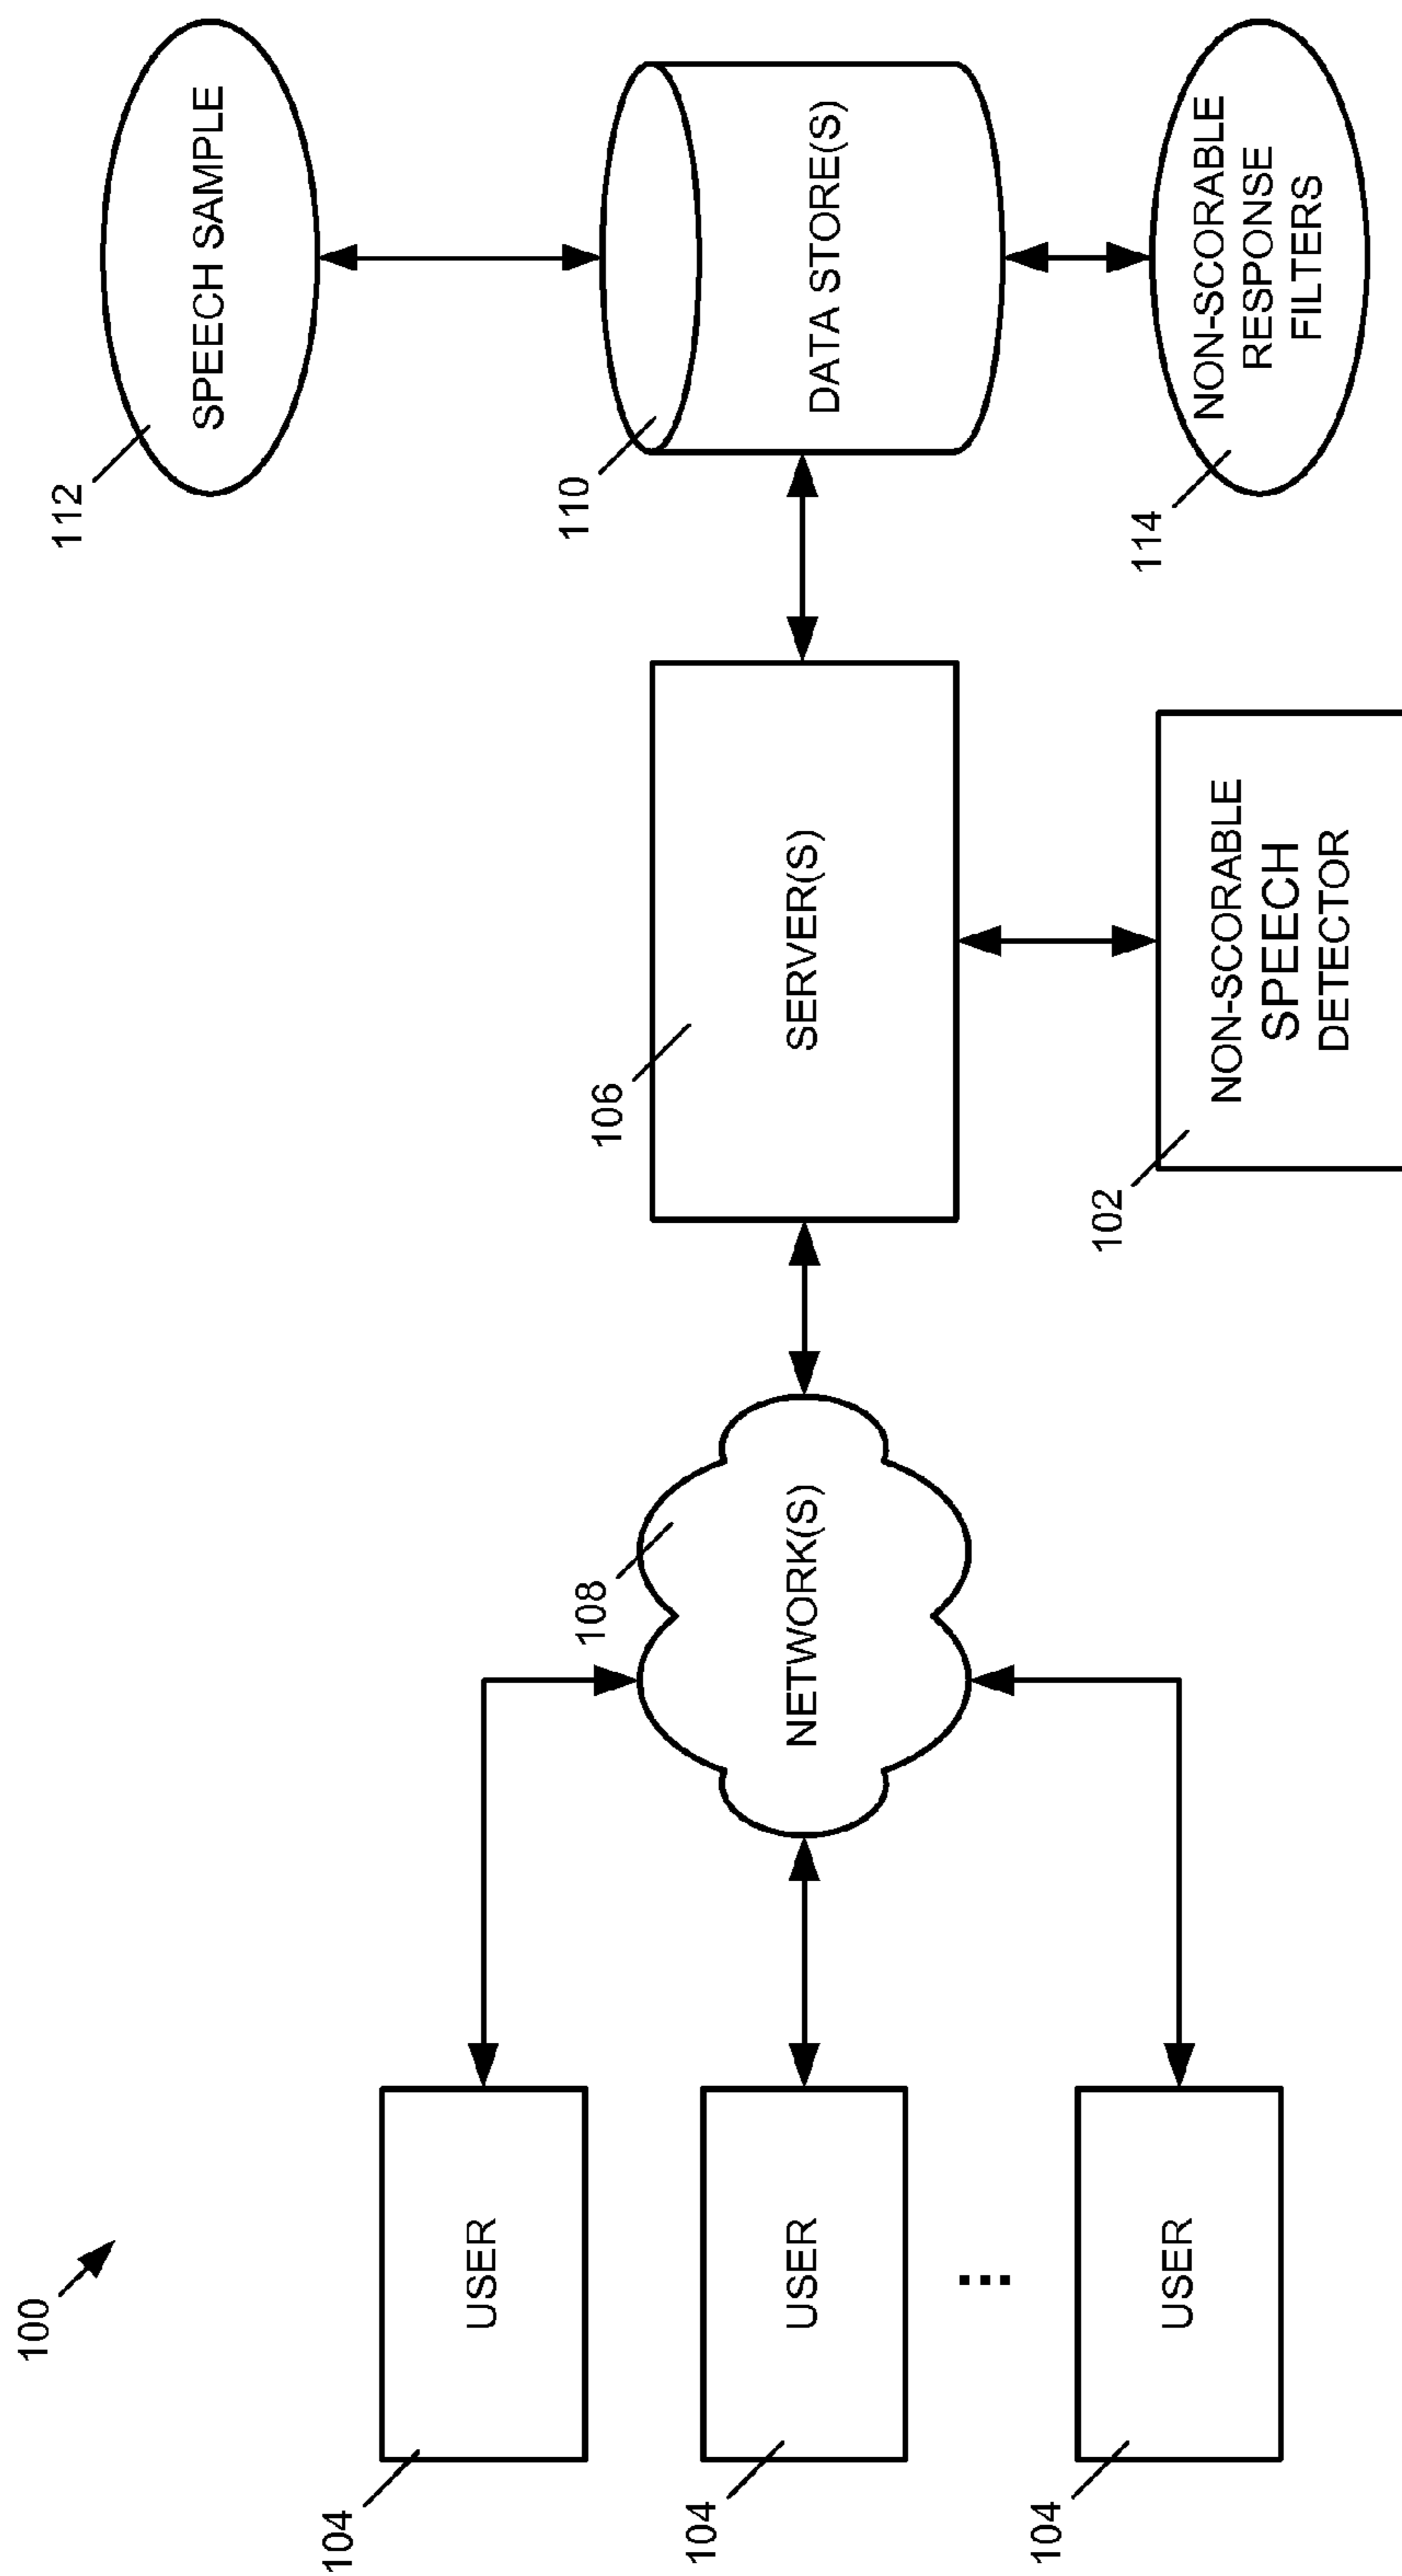 100
104
USER
104
USER
...
104
USER
108
NETWORK(S)
106
SERVER(S)
102
NON-SCORABLE
SPEECH
DETECTOR
110
DATA STORE(S)
112
SPEECH SAMPLE
114
NON-SCORABLE
RESPONSE
FILTERS